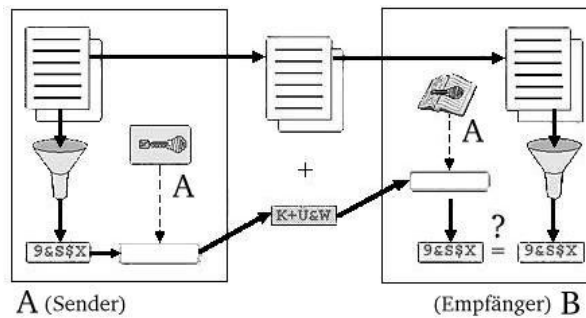 A
A
+
K+U&W
?
9&S$X
9&S$X = 9&S$X
A (Sender)
(Empfänger) B